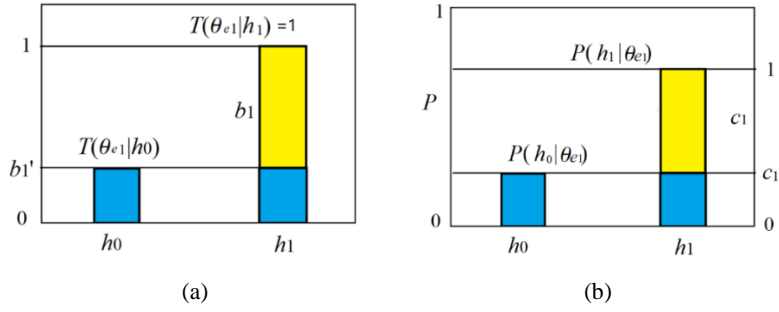 T(θe1|h1) =1
1
b1
T(θe1|h0)
b1'
0
h0
h1
(a)
1
P(h1|θe1)
1
P
c1
P(h0|θe1)
c1
0
0
h0
h1
(b)